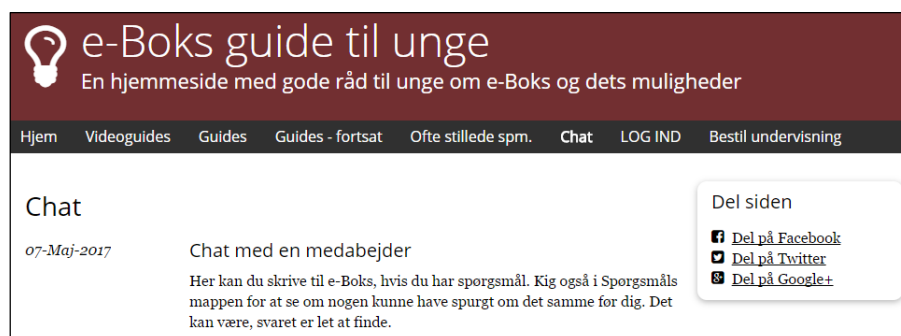 e-Boks guide til unge
En hjemmeside med gode råd til unge om e-Boks og dets muligheder
Hjem Videoguides Guides Guides - fortsat Ofte stillede spm. Chat LOG IND Bestil undervisning
Chat
07-Maj-2017
Chat med en medabejder
Her kan du skrive til e-Boks, hvis du har spørgsmål. Kig også i Spørgsmåls
mappen for at se om nogen kunne have spurgt om det samme før dig. Det
kan være, svaret er let at finde.
Del siden
Del på Facebook
Del på Twitter
Del på Google+